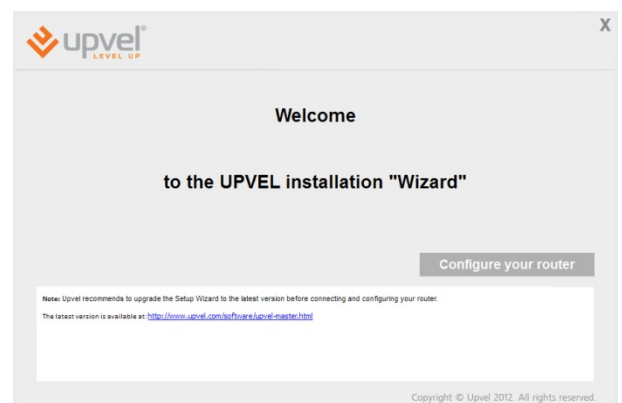 X
upvel®
LEVEL UP
Welcome
to the UPVEL installation "Wizard"
Configure your router
Note: Upvel recommends to upgrade the Setup Wizard to the latest version before connecting and configuring your router.
The latest version is available at: http://www.upvel.com/software/upvel-master.html
Copyright © Upvel 2012. All rights reserved.